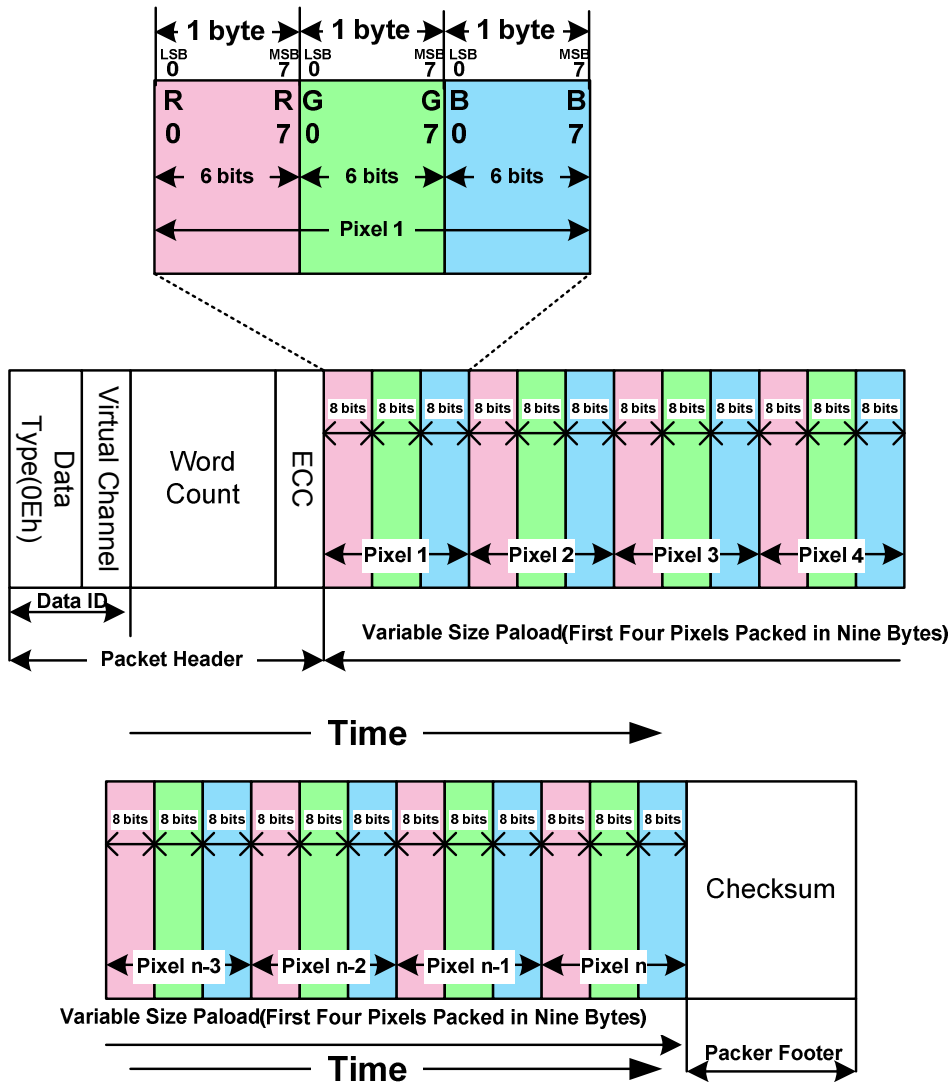 1 byte 1 byte 1 byte
LSB MSB LSB MSB LSB MSB
0 7 0 7 0 7
R R G G B B
0 7 0 7 0 7
6 bits 6 bits 6 bits
Pixel 1
Data Type(0Eh)
Virtual Channel
Word Count
ECC
8 bits 8 bits 8 bits 8 bits 8 bits 8 bits 8 bits 8 bits 8 bits 8 bits 8 bits 8 bits
Pixel 1 Pixel 2 Pixel 3 Pixel 4
Data ID
Variable Size Paload(First Four Pixels Packed in Nine Bytes)
Packet Header
Time
8 bits 8 bits 8 bits 8 bits 8 bits 8 bits 8 bits 8 bits 8 bits 8 bits 8 bits 8 bits
Checksum
Pixel n-3 Pixel n-2 Pixel n-1 Pixel n
Variable Size Paload(First Four Pixels Packed in Nine Bytes)
Packer Footer
Time